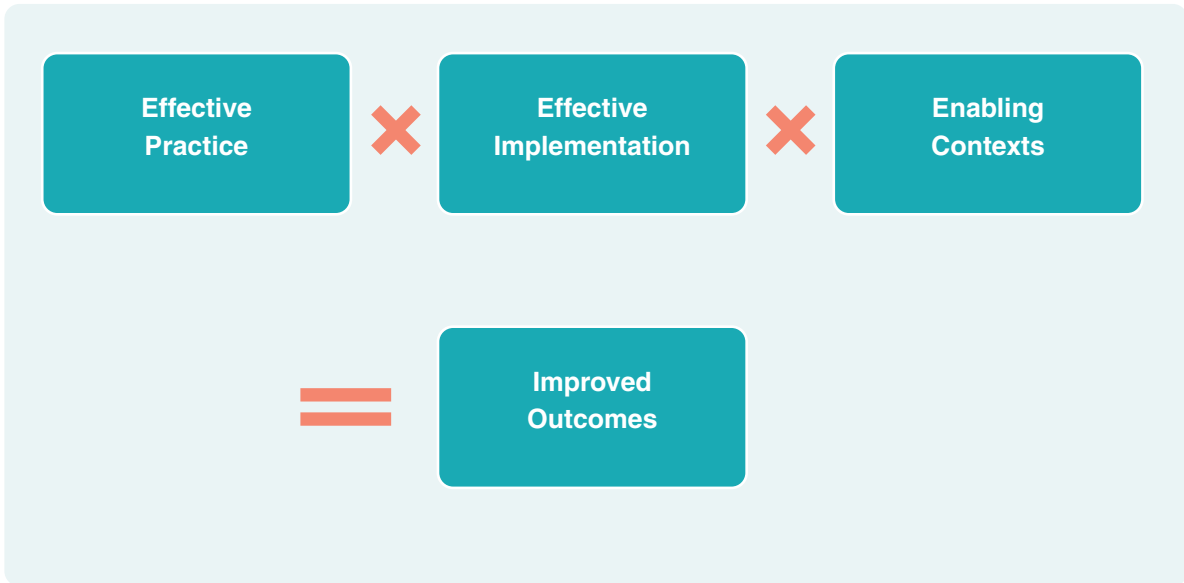 Effective
Practice
Effective
Implementation
Enabling
Contexts
Improved
Outcomes